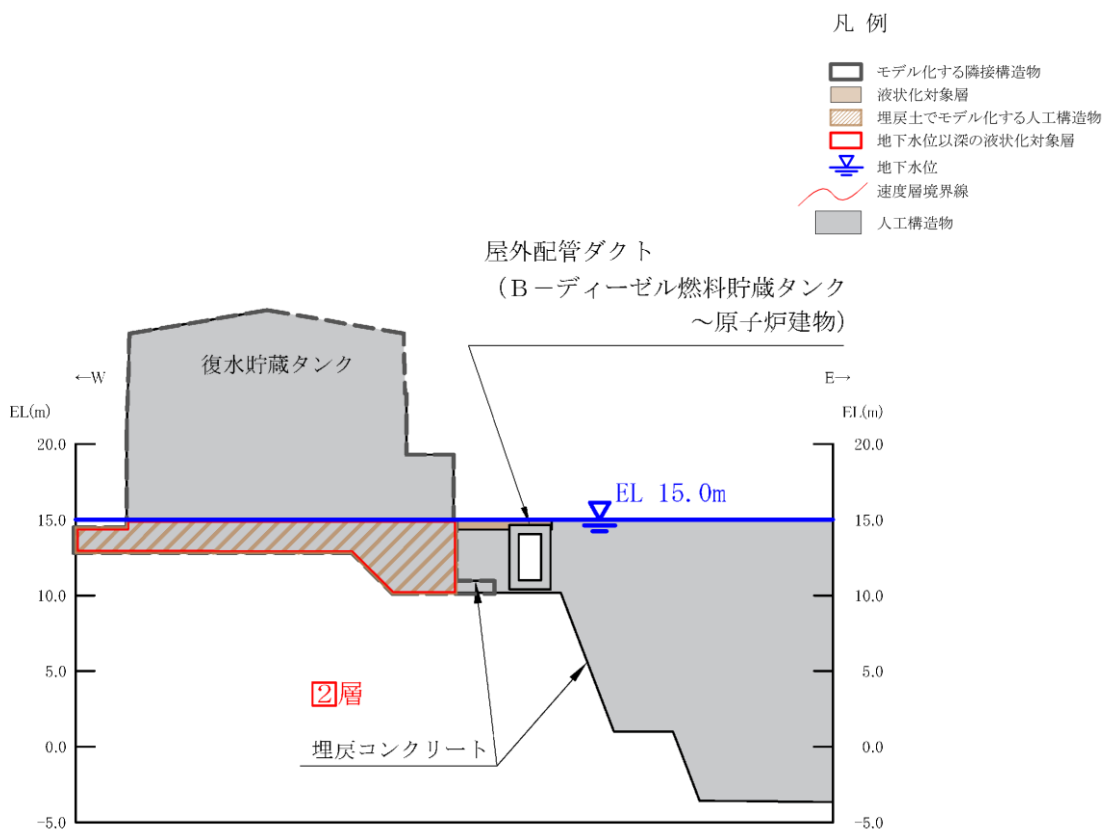 凡 例
モデル化する隣接構造物
液状化対象層
埋戻土でモデル化する人工構造物
地下水位以深の液状化対象層
地下水位
速度層境界線
人工構造物
屋外配管ダクト
(B-ディーゼル燃料貯蔵タンク
~原子炉建物)
復水貯蔵タンク
←W
E→
EL(m)
EL(m)
20.0
20.0
EL 15.0m
15.0
15.0
10.0
10.0
5.0
5.0
②層
埋戻コンクリート
0.0
0.0
-5.0
-5.0